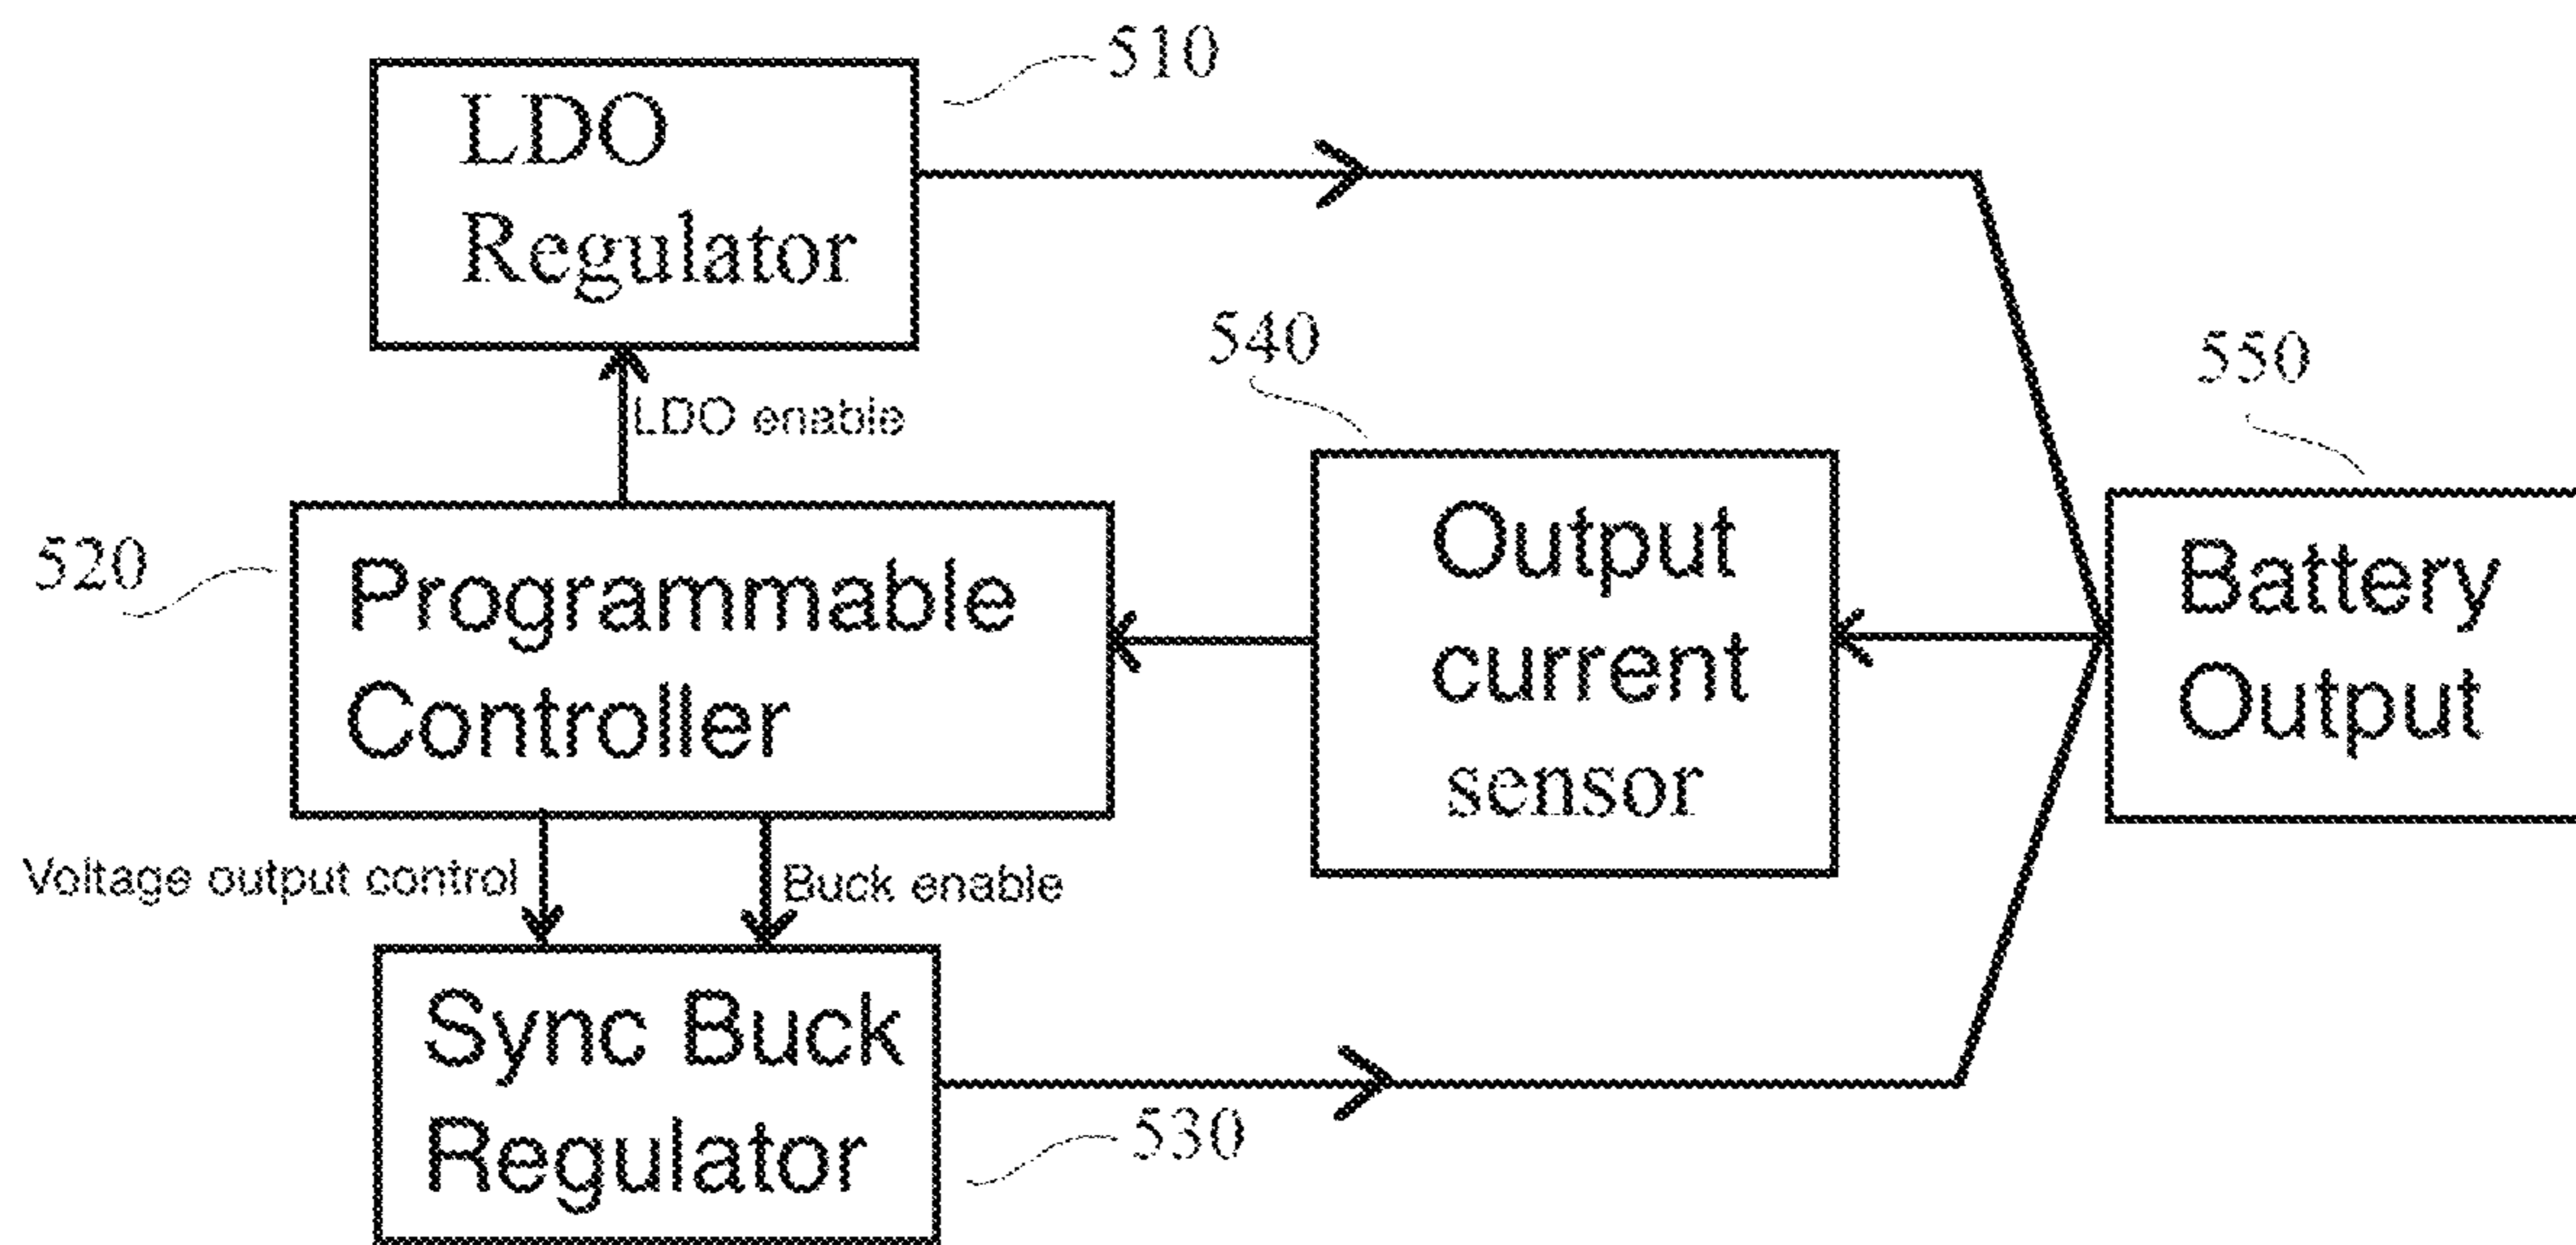 510
LDO
Regulator
540
550
LDO enable
520
Programmable
Controller
Output
current
sensor
Battery
Output
Voltage output control
Buck enable
Sync Buck
Regulator
530